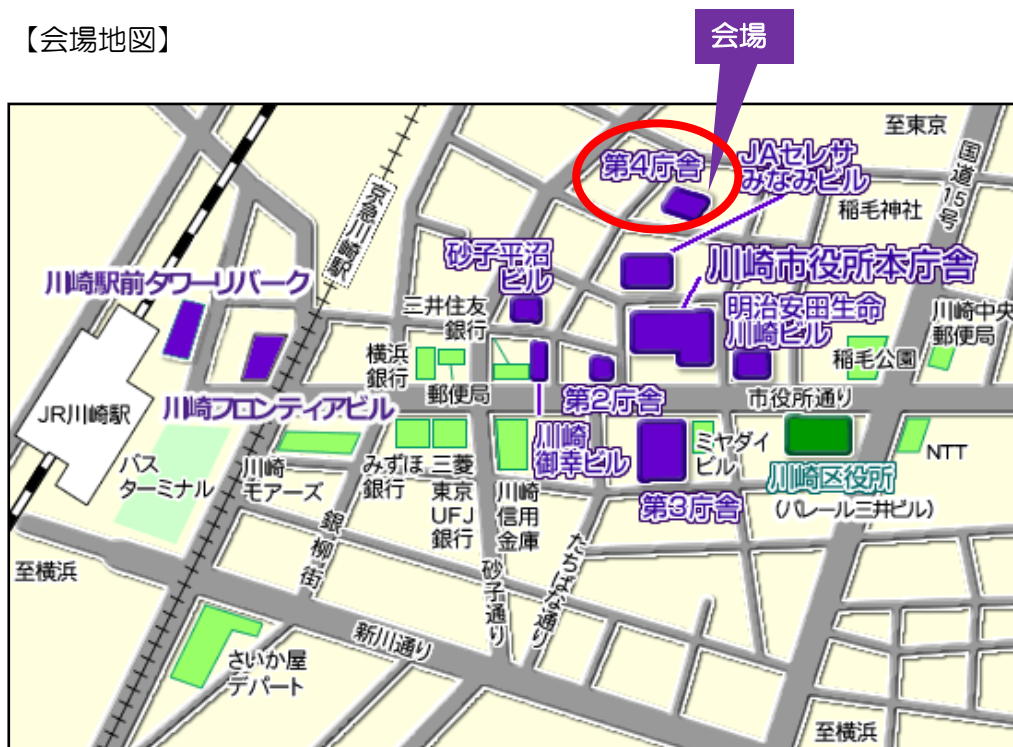 【会場地図】
会場
至東京
国道15号
第4庁舎
JAセレサ
みなみビル
稲毛神社
京急川崎駅
砂子平沼
ビル
川崎市役所本庁舎
川崎駅前タワーリバーク
三井住友
銀行
明治安田生命
川崎ビル
川崎中央
郵便局
横浜
銀行
稲毛公園
郵便局
第2庁舎
市役所通り
JR川崎駅
川崎フロンティアビル
川崎
御幸ビル
ミヤダイ
ビル
NTT
バス
ターミナル
川崎
モアーズ
みずほ
銀行
三菱
東京
UFJ
銀行
川崎
信用
金庫
第3庁舎
川崎区役所
(パレール三井ビル)
銀柳街
砂子通り
たちばな通り
至横浜
新川通り
さいか屋
デパート
至横浜